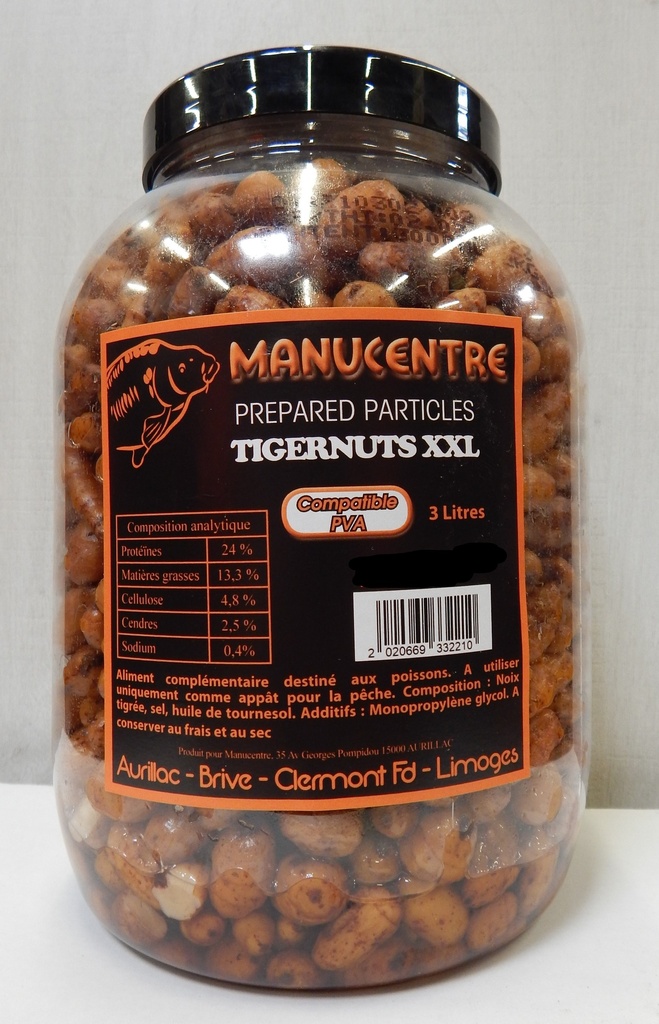 MANUCENTRE
PREPARED PARTICLES
TIGERNUTS XXL
Compatible
PVA
3 Litres
Composition analytique
Protéines 24 %
Matières grasses 13,3 %
Cellulose 4,8 %
Cendres 2,5 %
Sodium 0,4%
2 020669 332210
Aliment complémentaire destiné aux poissons. A utiliser
uniquement comme appât pour la pêche. Composition : Noix
tigrée, sel, huile de tournesol. Additifs : Monopropylène glycol. A
conserver au frais et au sec
Produit pour Manucentre. 35 Av Georges Pompidou 15000 AURILLAC
Aurillac - Brive - Clermont Fd - Limoges